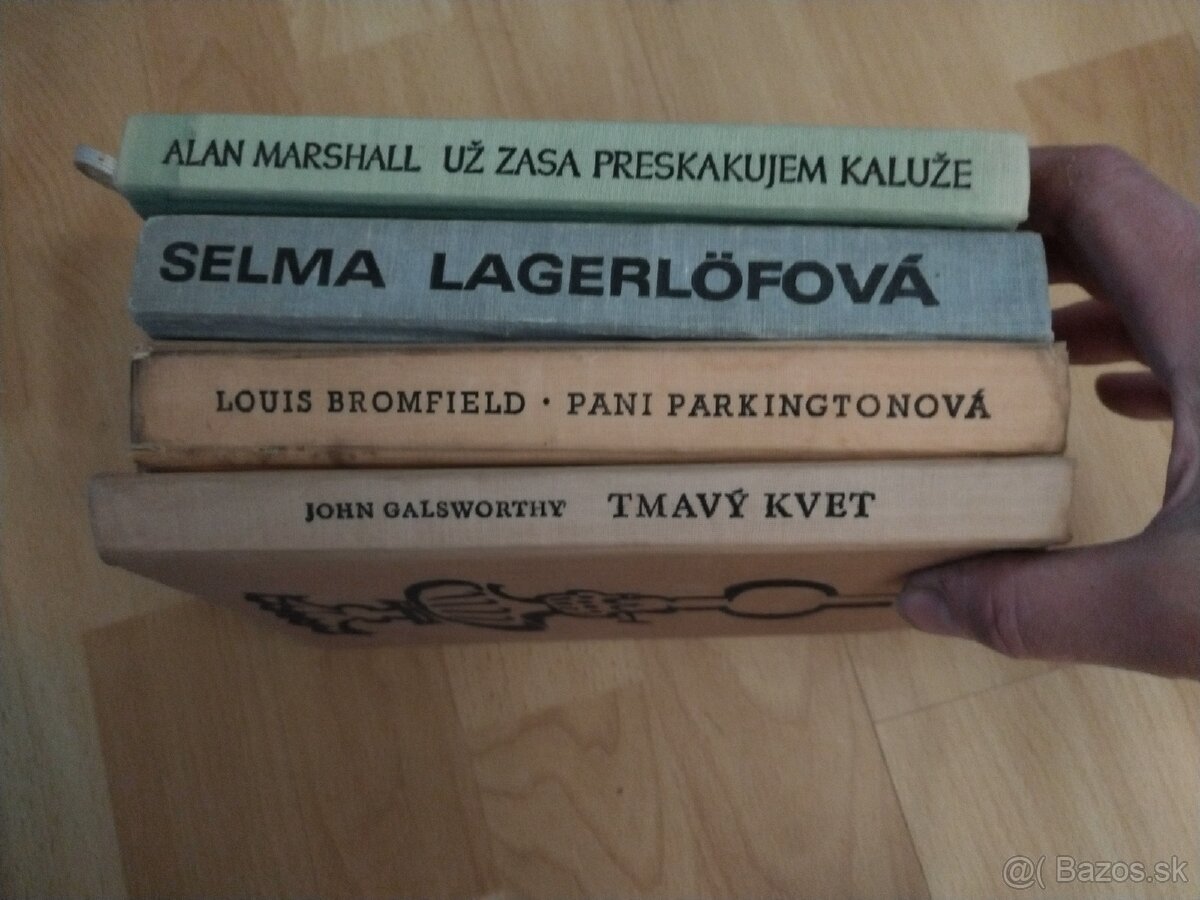 ALAN MARSHALL UŽ ZASA PRESKAKUJEM KALUŽE
SELMA LAGERLÖFOVÁ
LOUIS BROMFIELD · PANI PARKINGTONOVÁ
JOHN GALSWORTHY TMAVÝ KVET
@( Bazos.sk